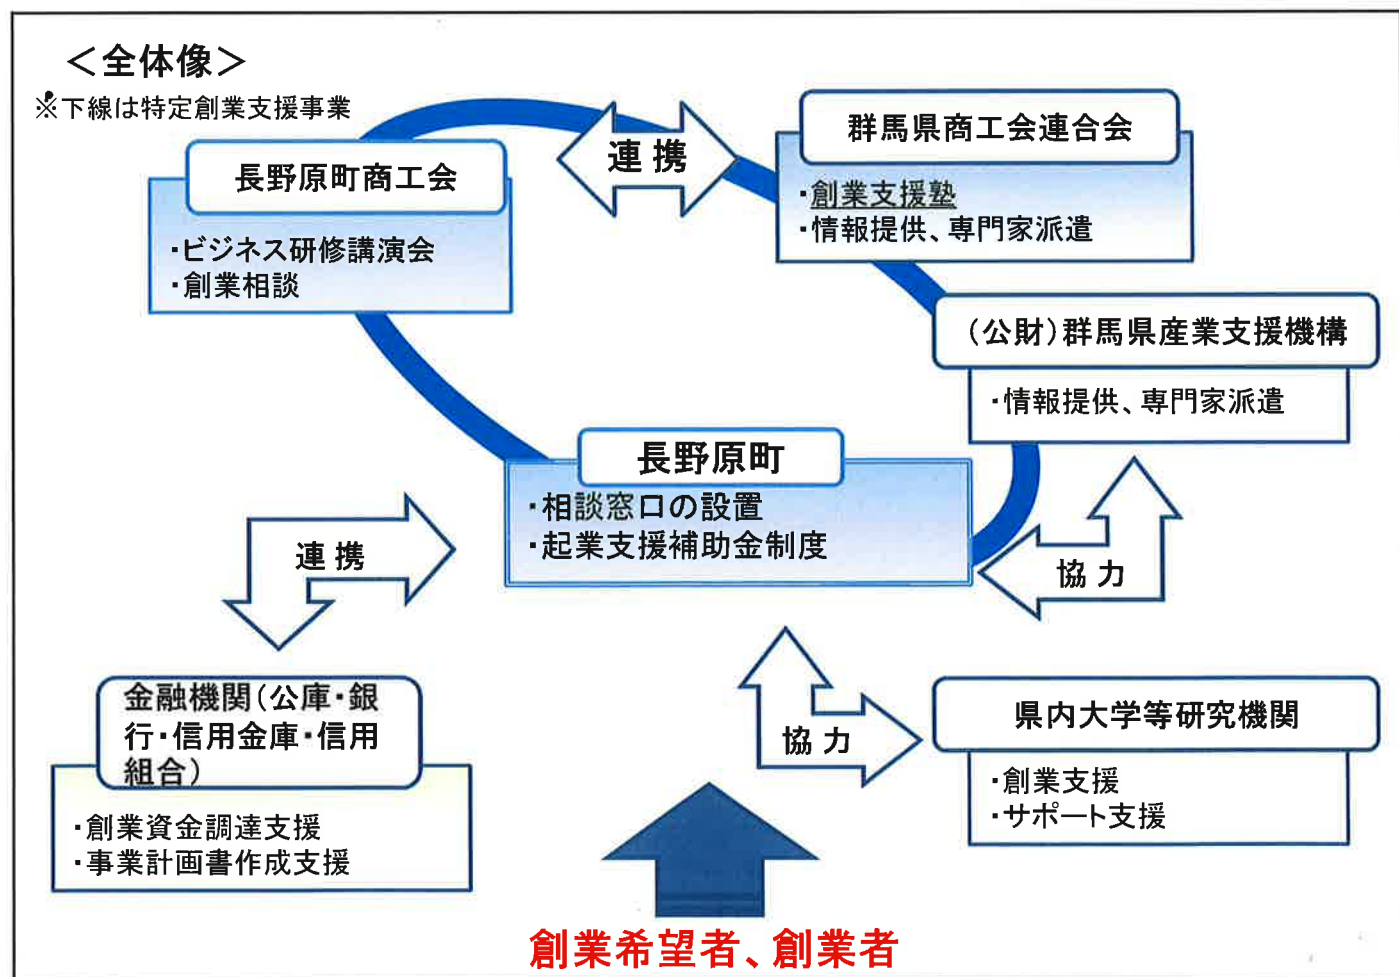 ＜全体像＞
※下線は特定創業支援事業
長野原町商工会
・ビジネス研修講演会
・創業相談
連携
群馬県商工会連合会
・創業支援塾
・情報提供、専門家派遣
（公財）群馬県産業支援機構
・情報提供、専門家派遣
長野原町
・相談窓口の設置
・起業支援補助金制度
連携
協力
金融機関（公庫・銀
行・信用金庫・信用
組合）
・創業資金調達支援
・事業計画書作成支援
協力
県内大学等研究機関
・創業支援
・サポート支援
創業希望者、創業者